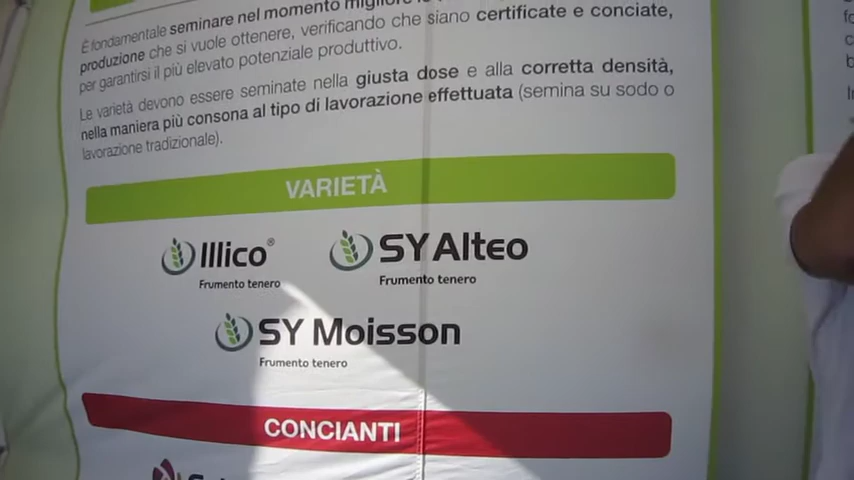 È fondamentale seminare nel momento migliore
produzione che si vuole ottenere, verificando che siano certificate e conciate,
per garantirsi il più elevato potenziale produttivo.
Le varietà devono essere seminate nella giusta dose e alla corretta densità,
nella maniera più consona al tipo di lavorazione effettuata (semina su sodo o
lavorazione tradizionale).
VARIETÀ
Illico®
Frumento tenero
SY Alteo
Frumento tenero
SY Moisson
Frumento tenero
CONCIANTI